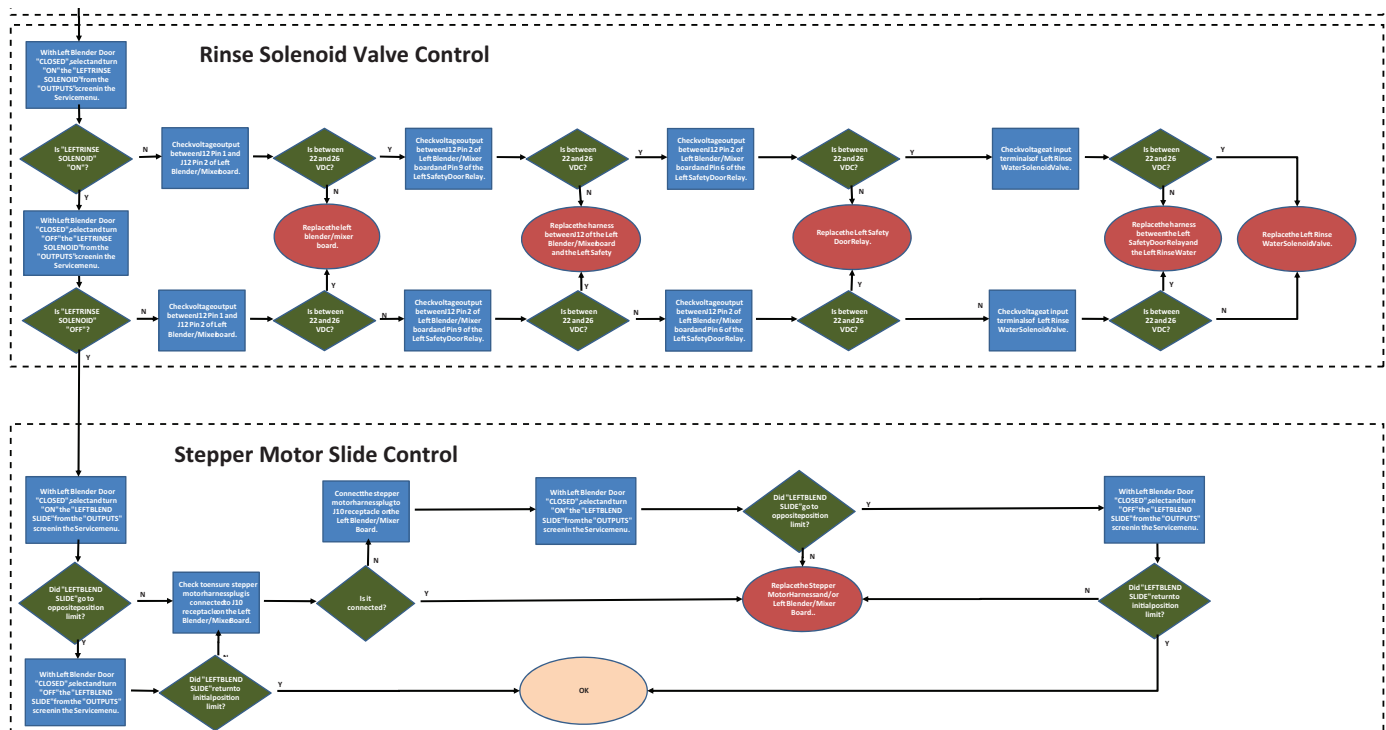 Rinse Solenoid Valve Control
With Left Blender Door
"CLOSED", select and turn
"ON" the "LEFT RINSE
SOLENOID" from the
"OUTPUTS" screen in the
Service menu.
Is "LEFT RINSE
SOLENOID"
"ON"?
N
Check voltage output
between J12 Pin 1 and
J12 Pin 2 of Left
Blender/Mixer board.
Is between
22 and 26
VDC?
Y
Check voltage output
between J12 Pin 2 of
Left Blender/Mixer
board and Pin 9 of the
Left Safety Door Relay.
Is between
22 and 26
VDC?
Y
Check voltage output
between J12 Pin 2 of
Left Blender/Mixer
board and Pin 6 of the
Left Safety Door Relay.
Is between
22 and 26
VDC?
Y
Check voltage at input
terminals of Left Rinse
Water Solenoid Valve.
Is between
22 and 26
VDC?
Y
Y
N
N
N
N
With Left Blender Door
"CLOSED", select and turn
"OFF" the "LEFT RINSE
SOLENOID" from the
"OUTPUTS" screen in the
Service menu.
Replace the left
blender/mixer
board.
Replace the harness
between J12 of the Left
Blender/Mixer board
and the Left Safety
Replace the Left Safety
Door Relay.
Replace the harness
between the Left
Safety Door Relay and
the Left Rinse Water
Replace the Left Rinse
Water Solenoid Valve.
Y
Y
Y
Y
Is "LEFT RINSE
SOLENOID"
"OFF"?
N
Check voltage output
between J12 Pin 1 and
J12 Pin 2 of Left
Blender/Mixer board.
Is between
22 and 26
VDC?
N
Check voltage output
between J12 Pin 2 of
Left Blender/Mixer
board and Pin 9 of the
Left Safety Door Relay.
Is between
22 and 26
VDC?
N
Check voltage output
between J12 Pin 2 of
Left Blender/Mixer
board and Pin 6 of the
Left Safety Door Relay.
Is between
22 and 26
VDC?
N
Check voltage at input
terminals of Left Rinse
Water Solenoid Valve.
Is between
22 and 26
VDC?
N
Y
Stepper Motor Slide Control
With Left Blender Door
"CLOSED", select and turn
"ON" the "LEFT BLEND
SLIDE" from the "OUTPUTS"
screen in the Service menu.
Connect the stepper
motor harness plug to
J10 receptacle on the
Left Blender/Mixer
Board.
With Left Blender Door
"CLOSED", select and turn
"ON" the "LEFT BLEND
SLIDE" from the "OUTPUTS"
screen in the Service menu.
Did "LEFT BLEND
SLIDE" go to
opposite position
limit?
Y
With Left Blender Door
"CLOSED", select and turn
"OFF" the "LEFT BLEND
SLIDE" from the "OUTPUTS"
screen in the Service menu.
N
N
Did "LEFT BLEND
SLIDE" go to
opposite position
limit?
N
Check to ensure stepper
motor harness plug is
connected to J10
receptacle on the Left
Blender/Mixer Board.
Is it
connected?
Y
Replace the Stepper
Motor Harness and/or
Left Blender/Mixer
Board..
N
Did "LEFT BLEND
SLIDE" return to
initial position
limit?
Y
N
Y
With Left Blender Door
"CLOSED", select and turn
"OFF" the "LEFT BLEND
SLIDE" from the "OUTPUTS"
screen in the Service menu.
Did "LEFT BLEND
SLIDE" return to
initial position
limit?
Y
OK